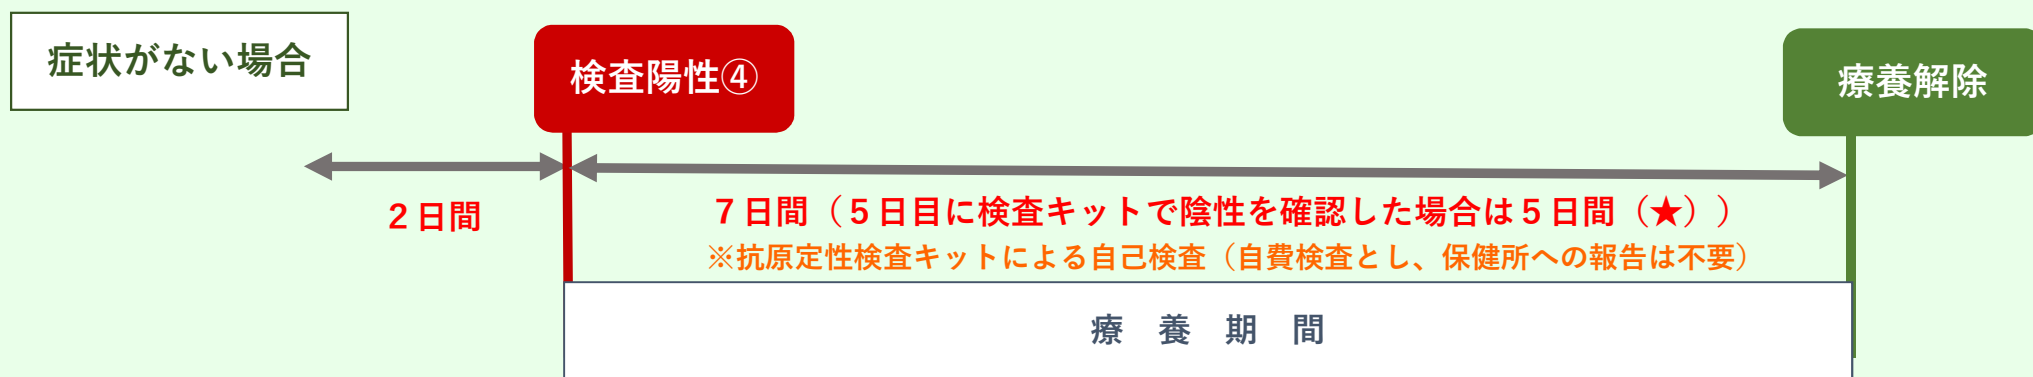 症状がない場合
検査陽性④
療養解除
２日間
７日間（５日目に検査キットで陰性を確認した場合は５日間（★））
※抗原定性検査キットによる自己検査（自費検査とし、保健所への報告は不要）
療　養　期　間